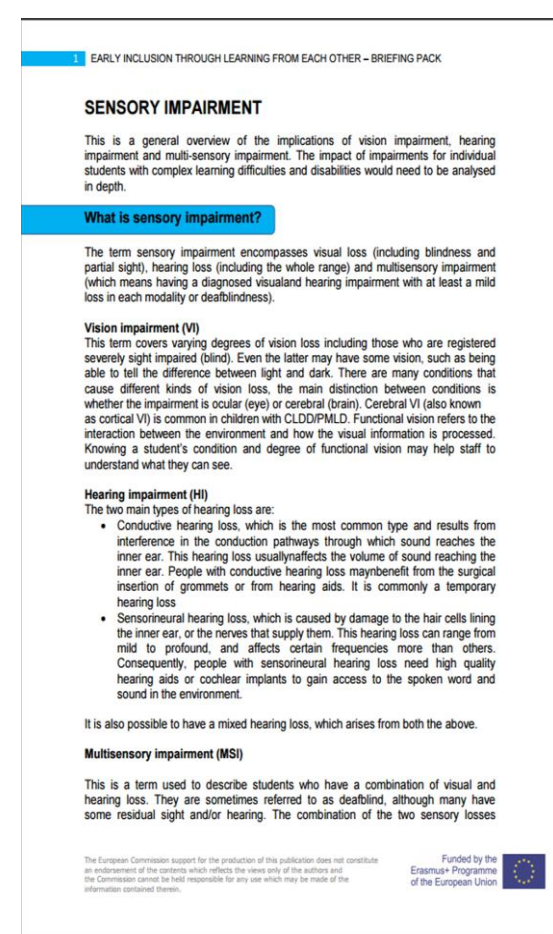 1 EARLY INCLUSION THROUGH LEARNING FROM EACH OTHER – BRIEFING PACK
SENSORY IMPAIRMENT
This is a general overview of the implications of vision impairment, hearing
impairment and multi-sensory impairment. The impact of impairments for individual
students with complex learning difficulties and disabilities would need to be analysed
in depth.
What is sensory impairment?
The term sensory impairment encompasses visual loss (including blindness and
partial sight), hearing loss (including the whole range) and multisensory impairment
(which means having a diagnosed visualand hearing impairment with at least a mild
loss in each modality or deafblindness).
Vision impairment (VI)
This term covers varying degrees of vision loss including those who are registered
severely sight impaired (blind). Even the latter may have some vision, such as being
able to tell the difference between light and dark. There are many conditions that
cause different kinds of vision loss, the main distinction between conditions is
whether the impairment is ocular (eye) or cerebral (brain). Cerebral VI (also known
as cortical VI) is common in children with CLDD/PMLD. Functional vision refers to the
interaction between the environment and how the visual information is processed.
Knowing a student's condition and degree of functional vision may help staff to
understand what they can see.
Hearing impairment (HI)
The two main types of hearing loss are:
• Conductive hearing loss, which is the most common type and results from
interference in the conduction pathways through which sound reaches the
inner ear. This hearing loss usuallynaffects the volume of sound reaching the
inner ear. People with conductive hearing loss maynbenefit from the surgical
insertion of grommets or from hearing aids. It is commonly a temporary
hearing loss
• Sensorineural hearing loss, which is caused by damage to the hair cells lining
the inner ear, or the nerves that supply them. This hearing loss can range from
mild to profound, and affects certain frequencies more than others.
Consequently, people with sensorineural hearing loss need high quality
hearing aids or cochlear implants to gain access to the spoken word and
sound in the environment.
It is also possible to have a mixed hearing loss, which arises from both the above.
Multisensory impairment (MSI)
This is a term used to describe students who have a combination of visual and
hearing loss. They are sometimes referred to as deafblind, although many have
some residual sight and/or hearing. The combination of the two sensory losses
The European Commission support for the production of this publication does not constitute
an endorsement of the contents which reflects the views only of the authors and
the Commission cannot be held responsible for any use which may be made of the
information contained therein.
Funded by the
Erasmus+ Programme
of the European Union